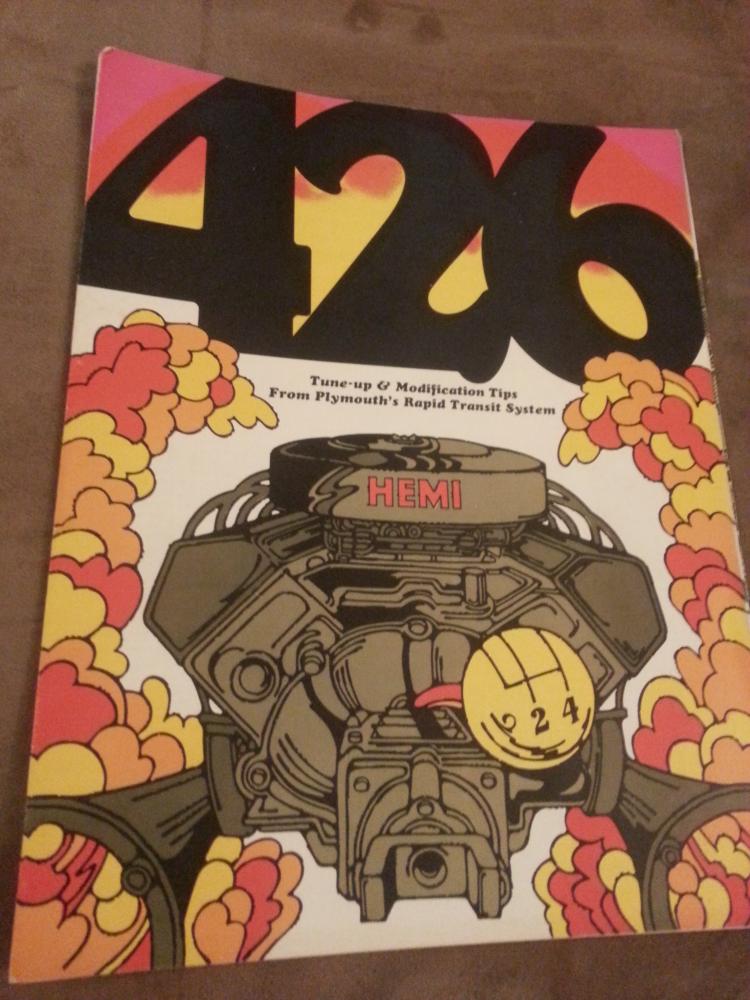 426
Tune-up & Modification Tips
From Plymouth's Rapid Transit System
HEMI
2 4